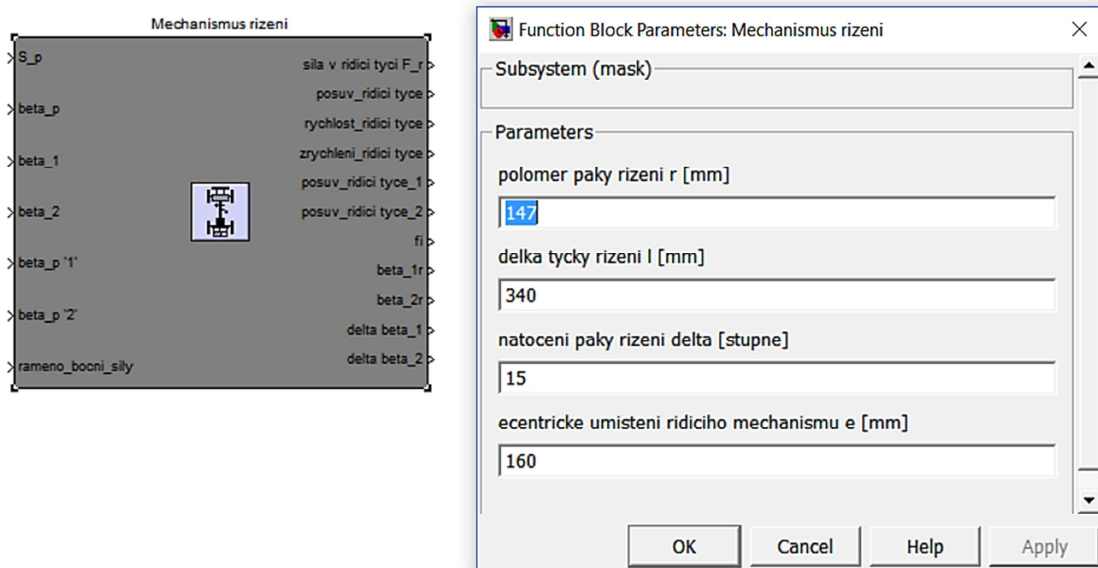 Mechanismus rizeni
S_p
beta_p
beta_1
beta_2
beta_p '1'
beta_p '2'
rameno_bocni_sily
sila v ridici tyci F_r
posuv_ridici tyce
rychlost_ridici tyce
zrychleni_ridici tyce
posuv_ridici tyce_1
posuv_ridici tyce_2
fi
beta_1r
beta_2r
delta beta_1
delta beta_2
Function Block Parameters: Mechanismus rizeni
Subsystem (mask)
Parameters
polomer paky rizeni r [mm]
147
delka tycky rizeni l [mm]
340
natoceni paky rizeni delta [stupne]
15
ecentricke umisteni ridiciho mechanismu e [mm]
160
OK Cancel Help Apply